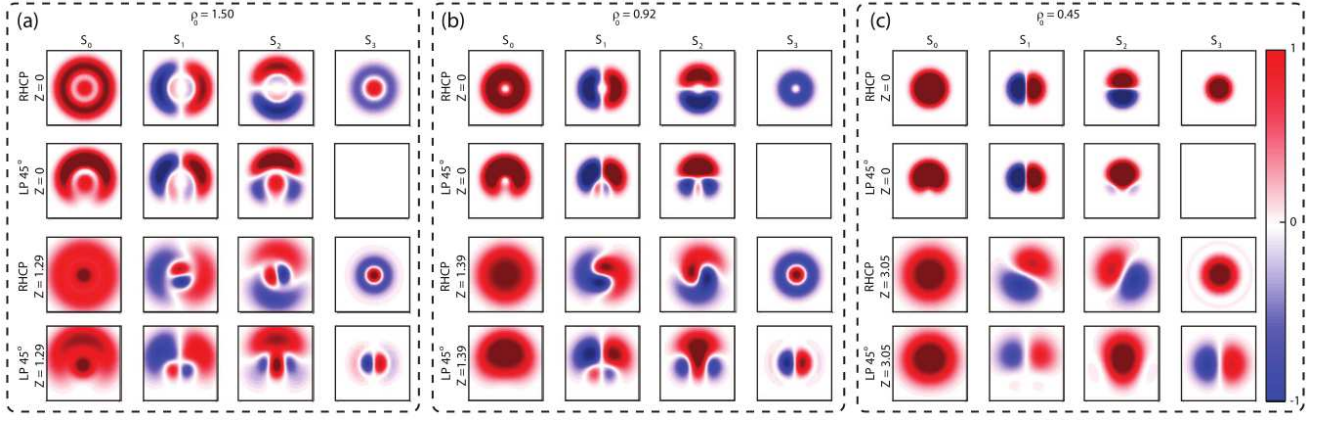 (a) ρ₀ = 1.50
S₀ S₁ S₂ S₃
RHCP Z = 0
LP 45° Z = 0
RHCP Z = 1.29
LP 45° Z = 1.29
(b) ρ₀ = 0.92
S₀ S₁ S₂ S₃
RHCP Z = 0
LP 45° Z = 0
RHCP Z = 1.39
LP 45° Z=1.39
(c) ρ₀ = 0.45
S₀ S₁ S₂ S₃
RHCP Z = 0
LP 45° Z = 0
RHCP Z = 3.05
LP 45° Z = 3.05
1
0
-1